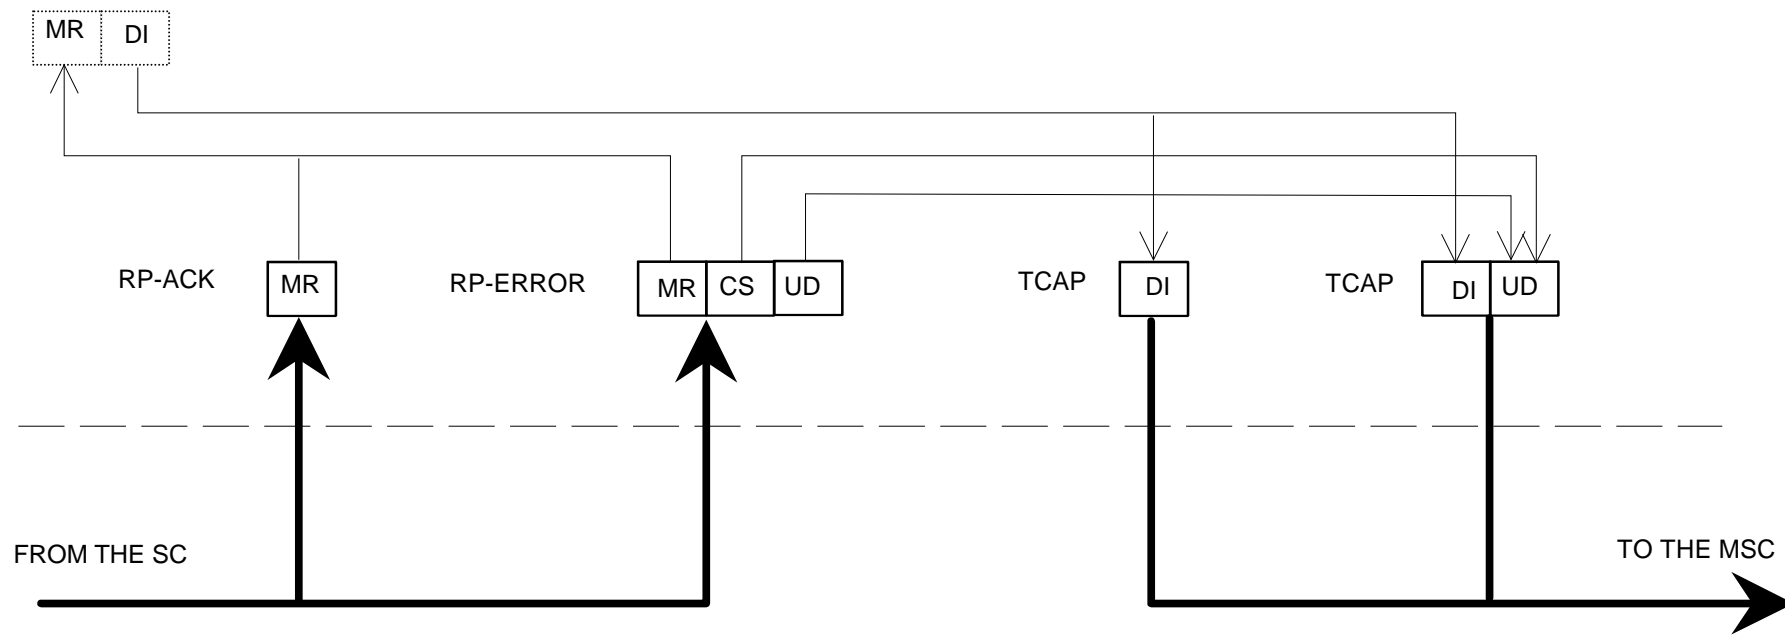 MR DI
RP-ACK MR RP-ERROR MR CS UD TCAP DI TCAP DI UD
FROM THE SC TO THE MSC